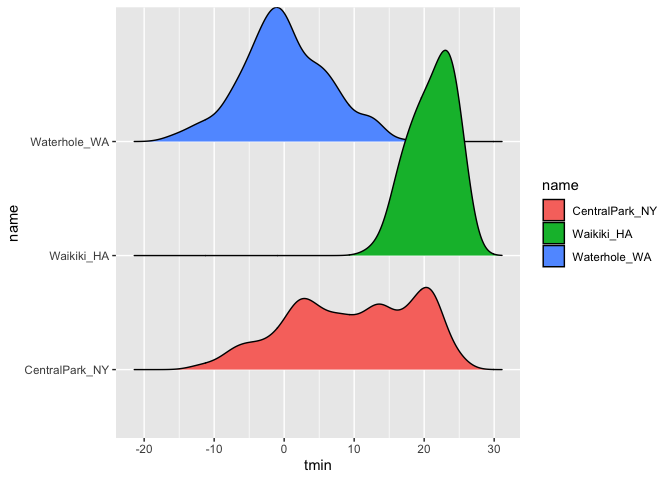 Waterhole_WA
Waikiki_HA
CentralPark_NY
name
-20 -10 0 10 20 30
tmin
name
CentralPark_NY
Waikiki_HA
Waterhole_WA